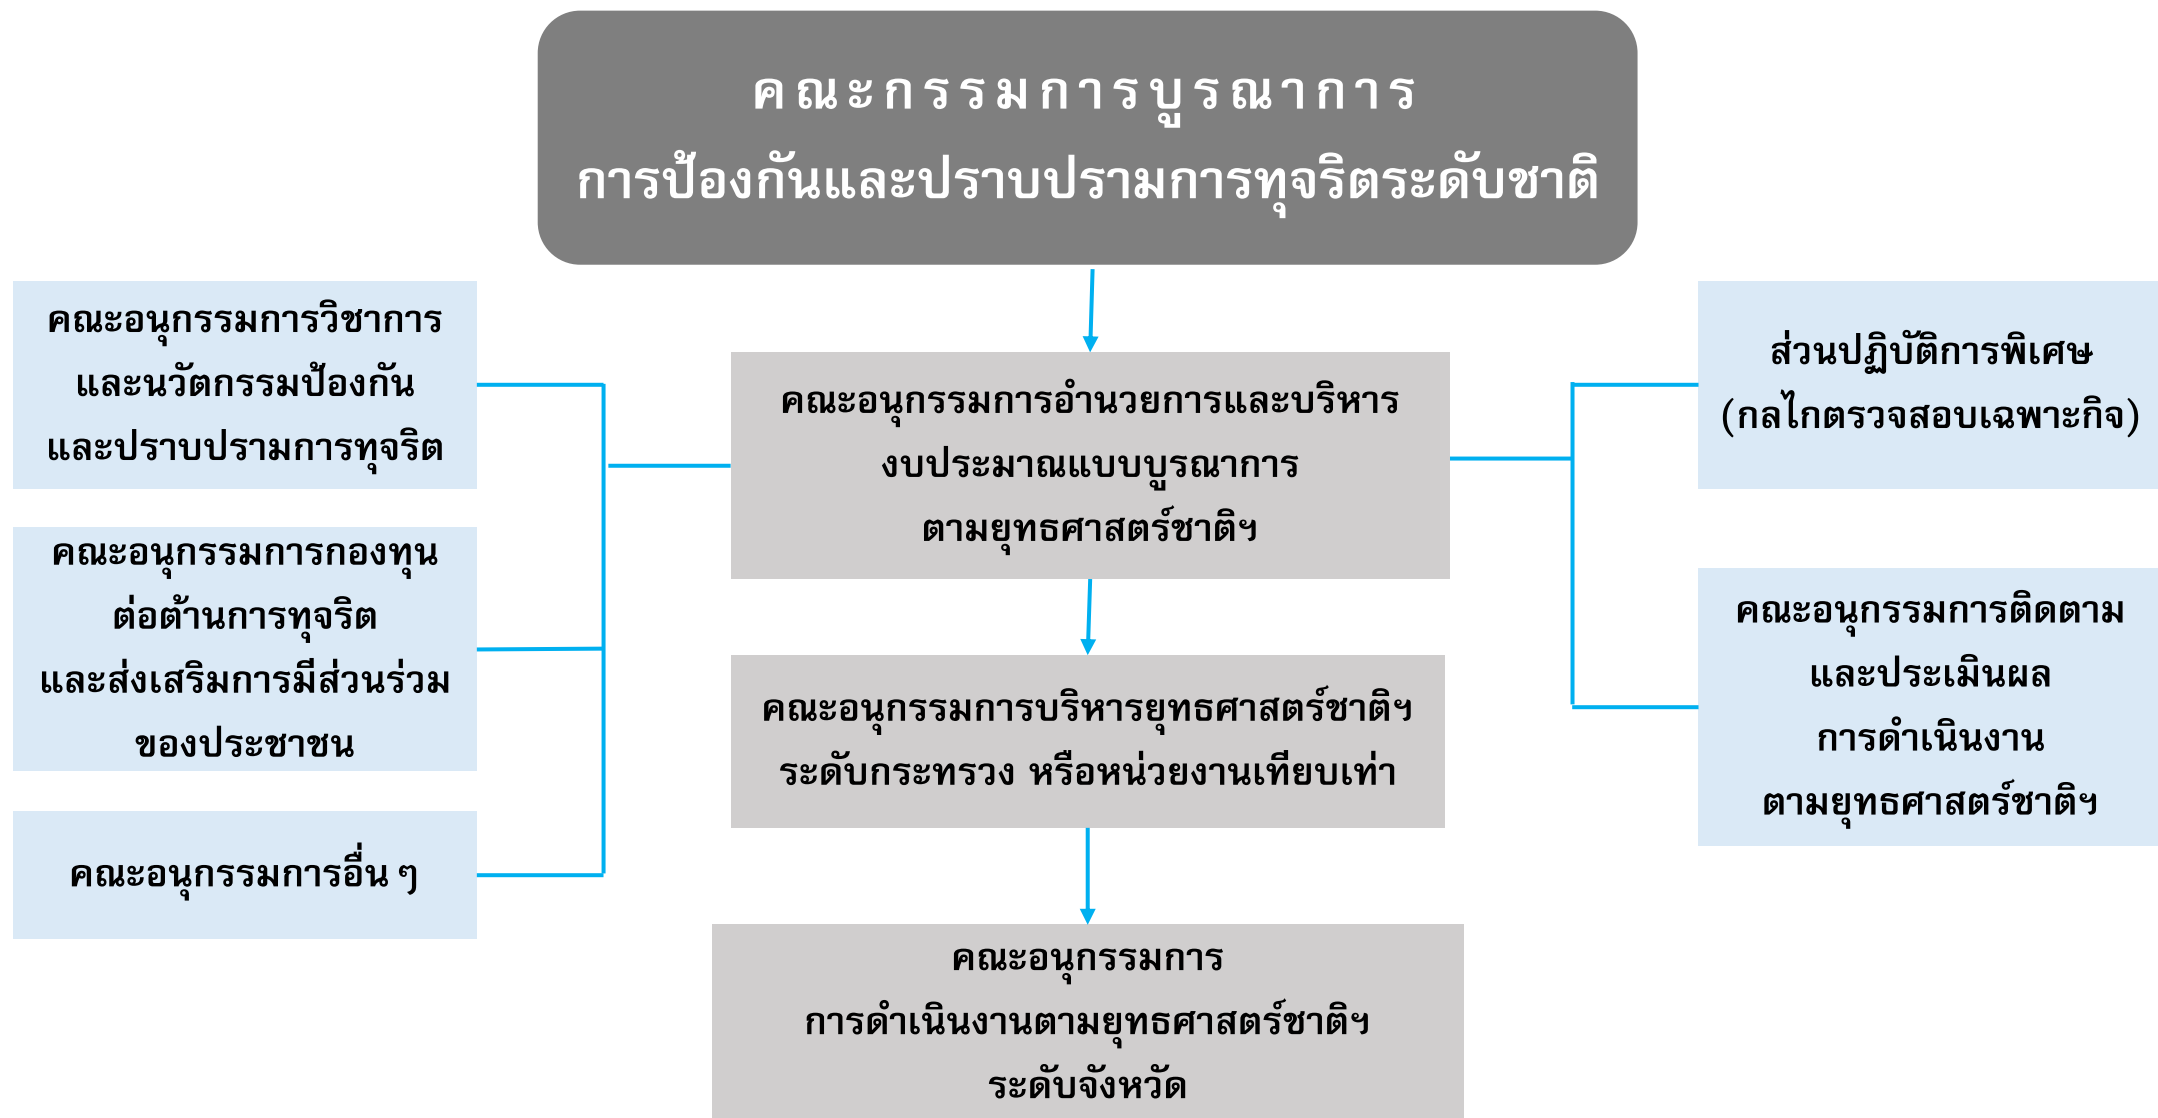 คณะกรรมการบูรณาการ
การป้องกันและปราบปรามการทุจริตระดับชาติ
คณะอนุกรรมการวิชาการ
และนวัตกรรมป้องกัน
และปราบปรามการทุจริต
คณะอนุกรรมการกองทุน
ต่อต้านการทุจริต
และส่งเสริมการมีส่วนร่วม
ของประชาชน
คณะอนุกรรมการอื่น ๆ
คณะอนุกรรมการอำนวยการและบริหาร
งบประมาณแบบบูรณาการ
ตามยุทธศาสตร์ชาติฯ
คณะอนุกรรมการบริหารยุทธศาสตร์ชาติฯ
ระดับกระทรวง หรือหน่วยงานเทียบเท่า
คณะอนุกรรมการ
การดำเนินงานตามยุทธศาสตร์ชาติฯ
ระดับจังหวัด
ส่วนปฏิบัติการพิเศษ
(กลไกตรวจสอบเฉพาะกิจ)
คณะอนุกรรมการติดตาม
และประเมินผล
การดำเนินงาน
ตามยุทธศาสตร์ชาติฯ